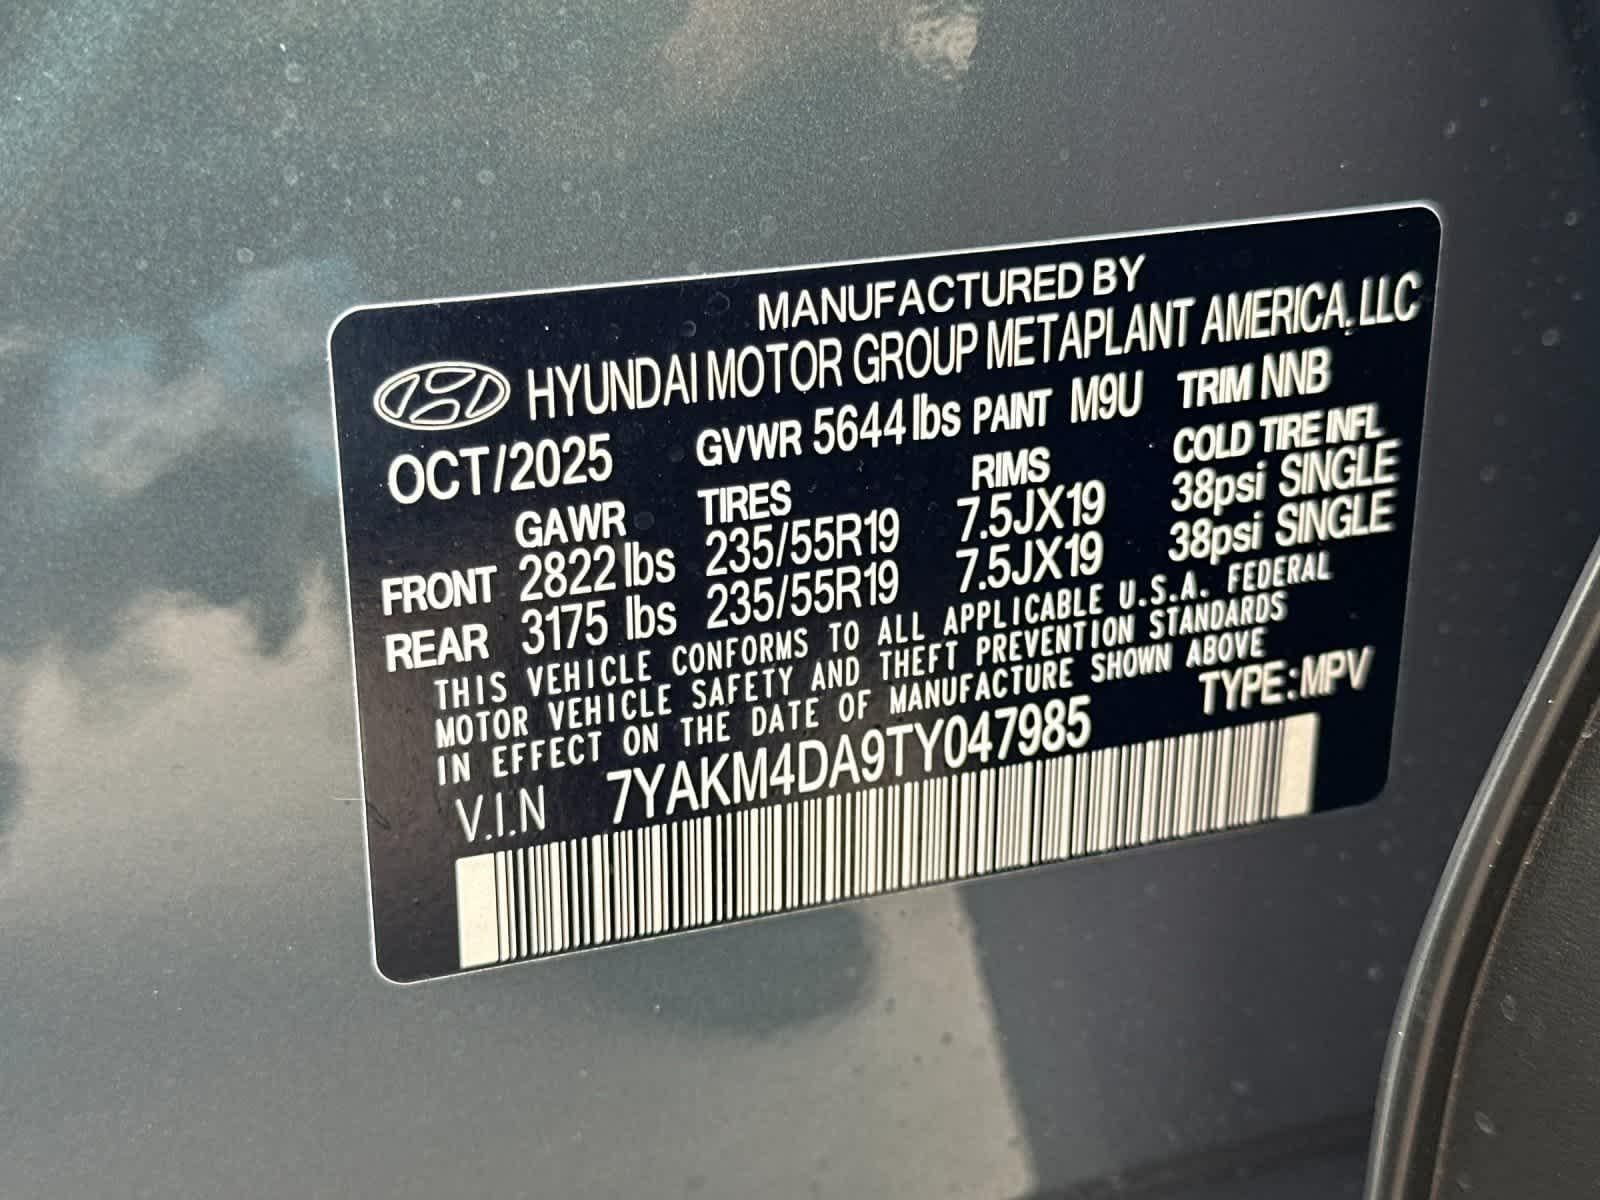 MANUFACTURED BY
HYUNDAI MOTOR GROUP METAPLANT AMERICA, LLC
OCT/2025 GVWR 5644 lbs PAINT M9U TRIM NNB
GAWR TIRES RIMS COLD TIRE INFL
FRONT 2822 lbs 235/55R19 7.5JX19 38psi SINGLE
REAR 3175 lbs 235/55R19 7.5JX19 38psi SINGLE
THIS VEHICLE CONFORMS TO ALL APPLICABLE U.S.A. FEDERAL
MOTOR VEHICLE SAFETY AND THEFT PREVENTION STANDARDS
IN EFFECT ON THE DATE OF MANUFACTURE SHOWN ABOVE
V.I.N 7YAKM4DA9TY047985 TYPE:MPV